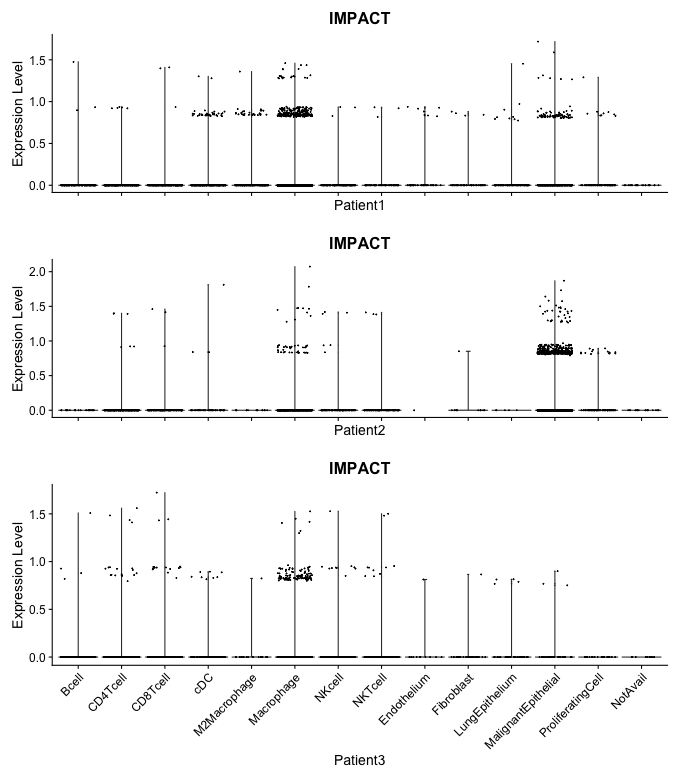 IMPACT
Expression Level
1.5
1.0
0.5
0.0
Patient1
IMPACT
Expression Level
2.0
1.5
1.0
0.5
0.0
Patient2
IMPACT
Expression Level
1.5
1.0
0.5
0.0
Bcell
CD4Tcell
CD8Tcell
cDC
M2Macrophage
Macrophage
NKcell
NKTcell
Endothelium
Fibroblast
LungEpithelium
MalignantEpithelial
ProliferatingCell
NotAvail
Patient3